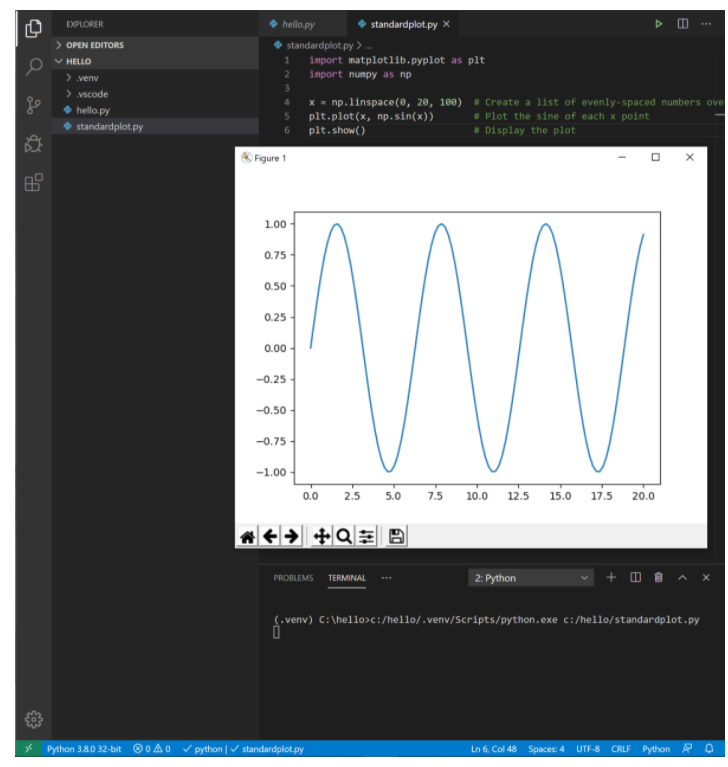 EXPLORER
OPEN EDITORS
HELLO
.venv
.vscode
hello.py
standardplot.py
hello.py
standardplot.py
standardplot.py > ...
1 import matplotlib.pyplot as plt
2 import numpy as np
3
4 x = np.linspace(0, 20, 100) # Create a list of evenly-spaced numbers ove
5 plt.plot(x, np.sin(x)) # Plot the sine of each x point
6 plt.show() # Display the plot
Figure 1
1.00
0.75
0.50
0.25
0.00
−0.25
−0.50
−0.75
−1.00
0.0 2.5 5.0 7.5 10.0 12.5 15.0 17.5 20.0
PROBLEMS TERMINAL ... 2: Python
(.venv) C:\hello>c:/hello/.venv/Scripts/python.exe c:/hello/standardplot.py
Python 3.8.0 32-bit 0 0 python | standardplot.py Ln 6, Col 48 Spaces: 4 UTF-8 CRLF Python